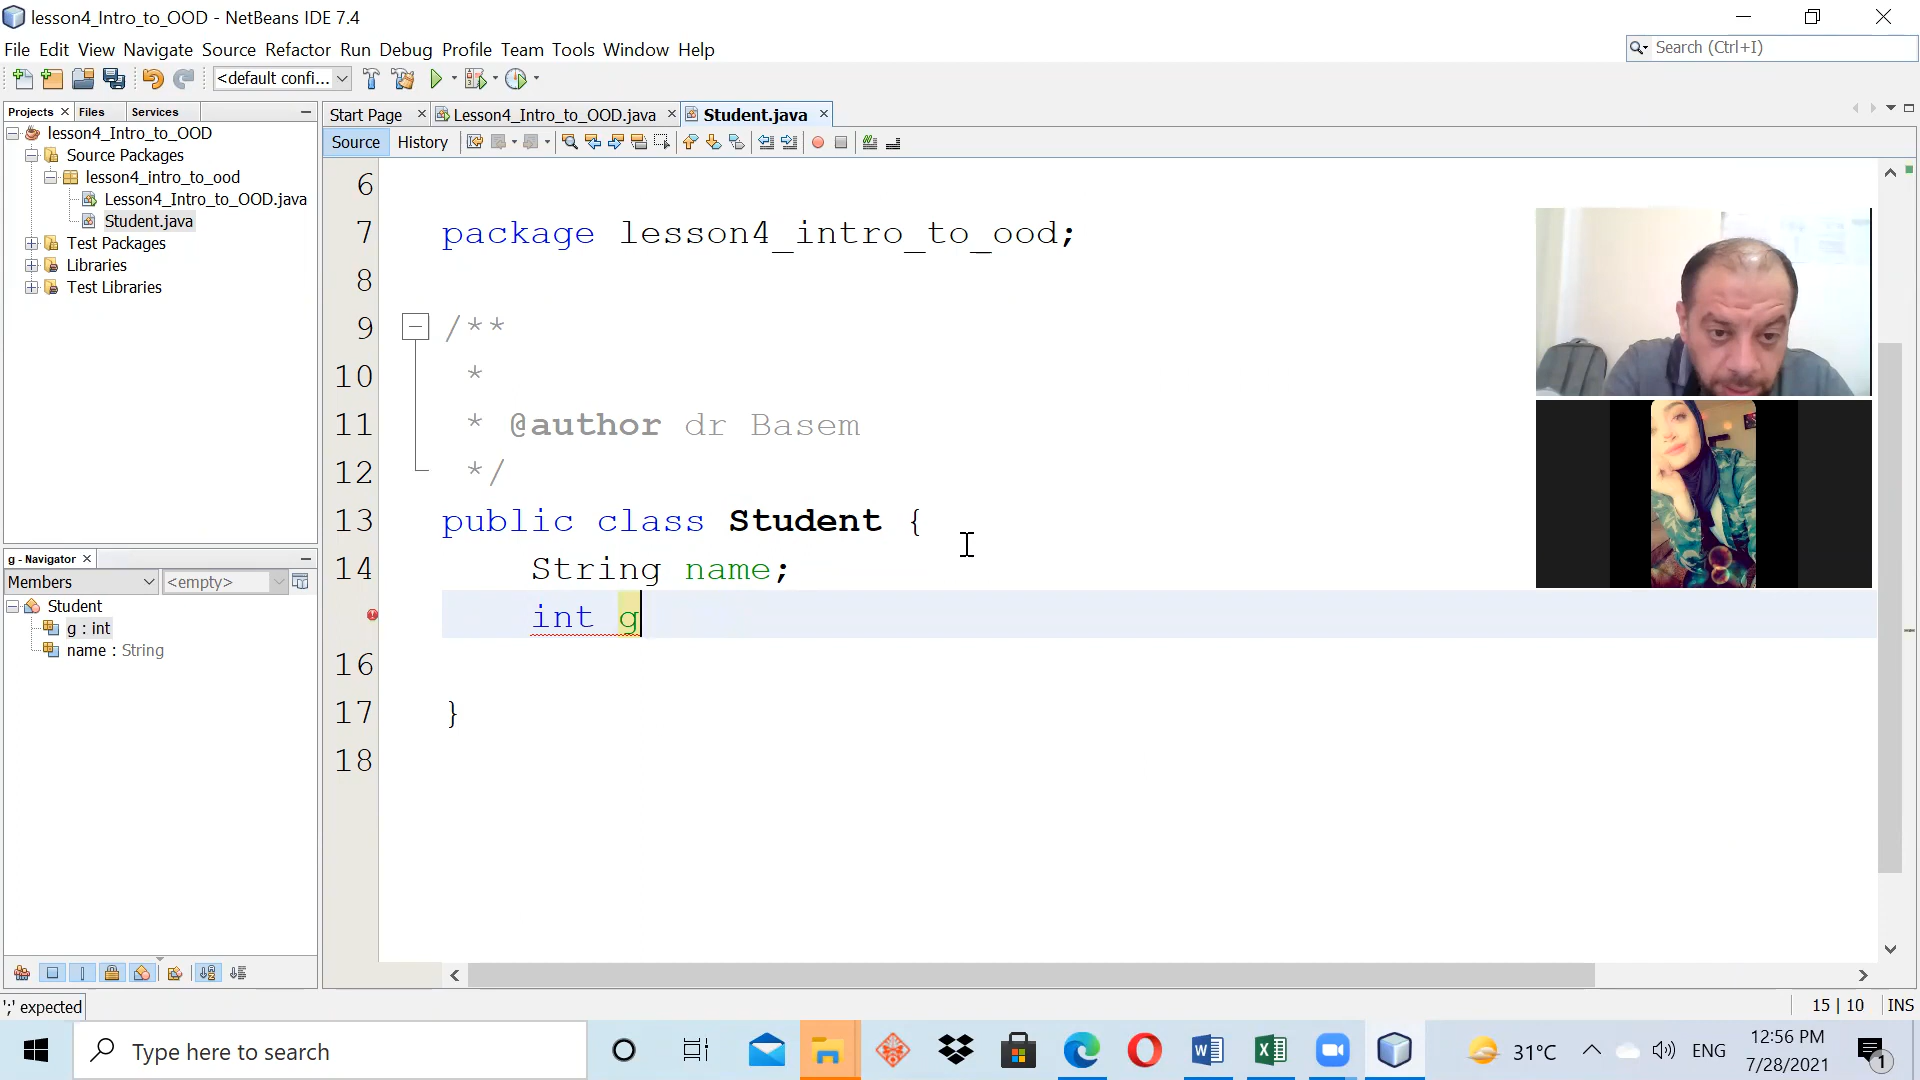 lesson4_Intro_to_OOD - NetBeans IDE 7.4
File Edit View Navigate Source Refactor Run Debug Profile Team Tools Window Help
Search (Ctrl+I)
<default confi...
Projects Files Services
Start Page Lesson4_Intro_to_OOD.java Student.java
lesson4_Intro_to_OOD
Source Packages
lesson4_intro_to_ood
Lesson4_Intro_to_OOD.java
Student.java
Test Packages
Libraries
Test Libraries
Source History
6
7 package lesson4_intro_to_ood;
8
9 /**
10 *
11 * @author dr Basem
12 */
13 public class Student {
14 String name;
int g
16
17 }
18
g - Navigator
Members <empty>
Student
g : int
name : String
';' expected
15 | 10 INS
Type here to search
31°C ENG
12:56 PM
7/28/2021
1